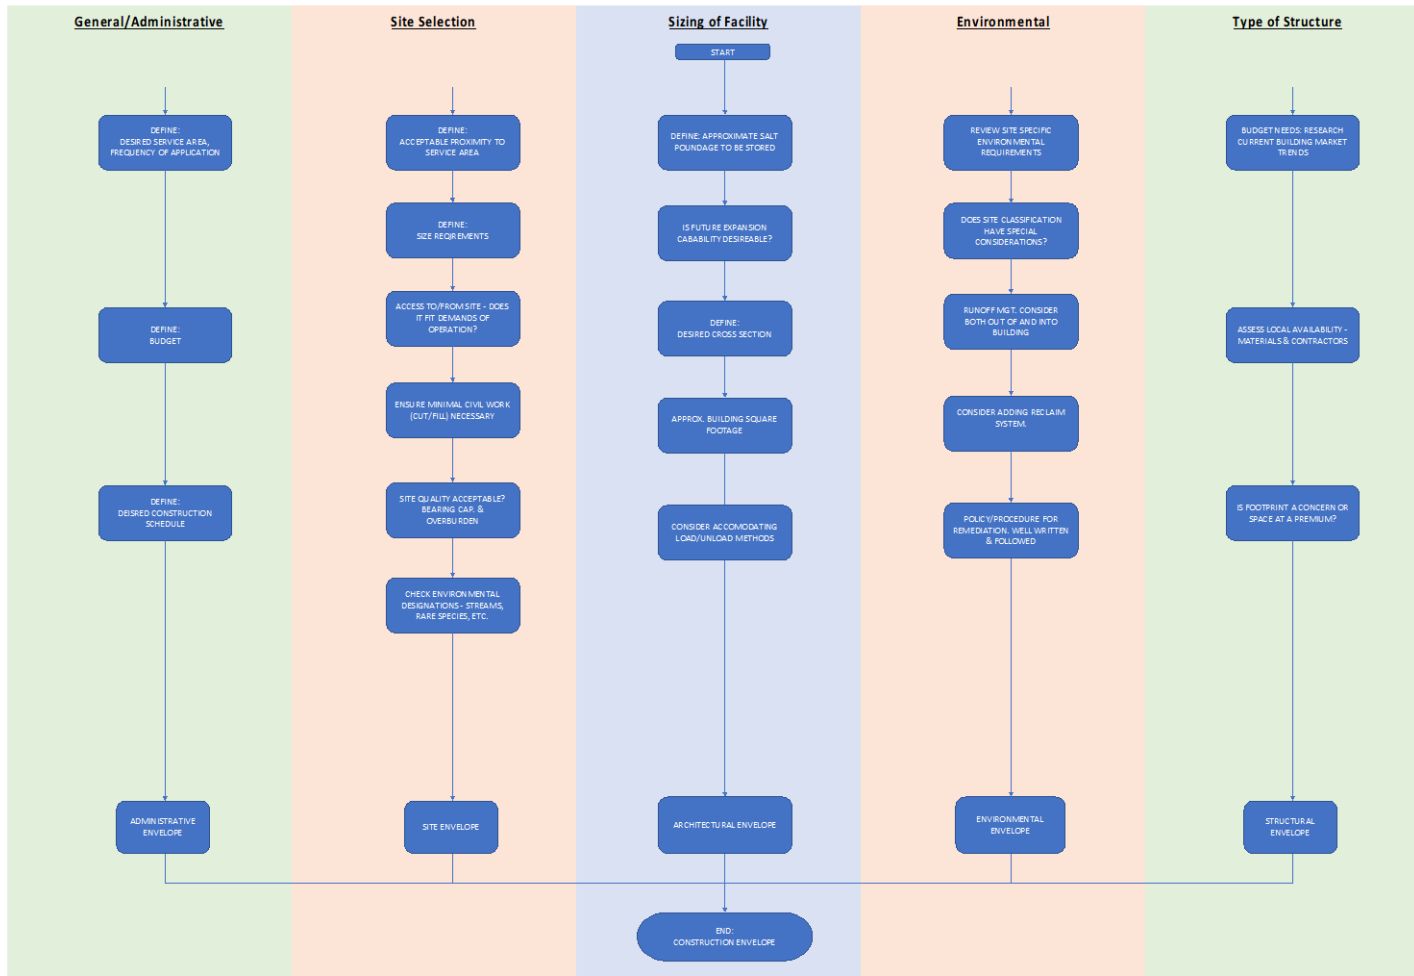 General/Administrative
DEFINE:
DESIRED SERVICE AREA,
FREQUENCY OF APPLICATION
DEFINE:
BUDGET
DEFINE:
DEISRED CONSTRUCTION
SCHEDULE
ADMINISTRATIVE
ENVELOPE
Site Selection
DEFINE:
ACCEPTABLE PROXIMITY TO
SERVICE AREA
DEFINE:
SIZE REQIREMENTS
ACCESS TO/FROM SITE - DOES
IT FIT DEMANDS OF
OPERATION?
ENSURE MINIMAL CIVIL WORK
(CUT/FILL) NECESSARY
SITE QUALITY ACCEPTABLE?
BEARING CAP. &
OVERBURDEN
CHECK ENVIRONMENTAL
DESIGNATIONS - STREAMS,
RARE SPECIES, ETC.
SITE ENVELOPE
Sizing of Facility
START
DEFINE: APPROXIMATE SALT
POUNDAGE TO BE STORED
IS FUTURE EXPANSION
CABABILITY DESIREABLE?
DEFINE:
DESIRED CROSS SECTION
APPROX. BUILDING SQUARE
FOOTAGE
CONSIDER ACCOMODATING
LOAD/UNLOAD METHODS
ARCHITECTURAL ENVELOPE
END:
CONSTRUCTION ENVELOPE
Environmental
REVIEW SITE SPECIFIC
ENVIRONMENTAL
REQUIREMENTS
DOES SITE CLASSIFICATION
HAVE SPECIAL
CONSIDERATIONS?
RUNOFF MGT. CONSIDER
BOTH OUT OF AND INTO
BUILDING
CONSIDER ADDING RECLAIM
SYSTEM.
POLICY/PROCEDURE FOR
REMEDIATION. WELL WRITTEN
& FOLLOWED
ENVIRONMENTAL
ENVELOPE
Type of Structure
BUDGET NEEDS: RESEARCH
CURRENT BUILDING MARKET
TRENDS
ASSESS LOCAL AVAILABILITY -
MATERIALS & CONTRACTORS
IS FOOTPRINT A CONCERN OR
SPACE AT A PREMIUM?
STRUCTURAL
ENVELOPE